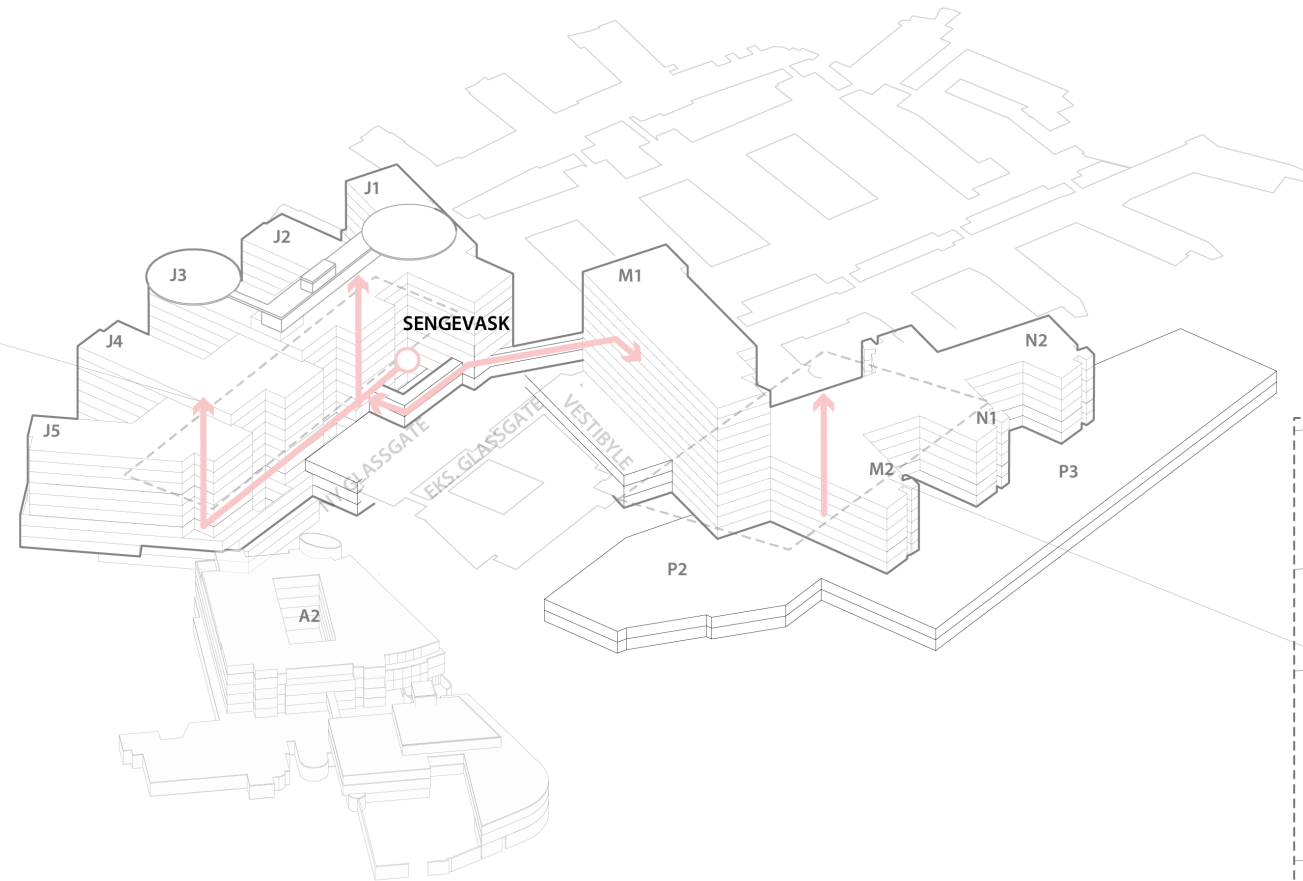 J1
J2
J3
M1
SENGEVASK
J4
N2
N1
J5
NY GLASSGATE
EKS. GLASSGATE
VESTIBYLE
M2
P3
P2
A2